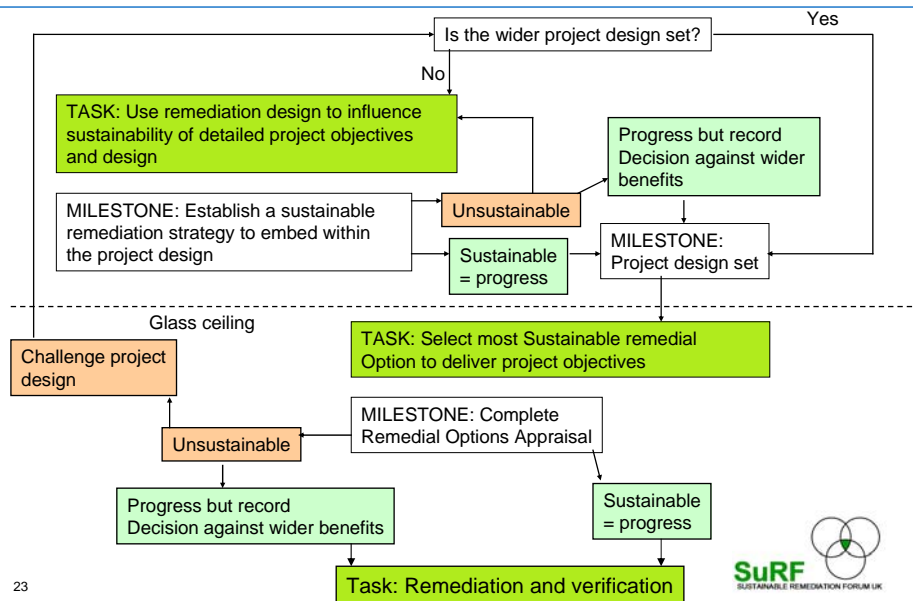 Yes
Is the wider project design set?
No
TASK: Use remediation design to influence
sustainability of detailed project objectives
and design
Progress but record
Decision against wider
benefits
Unsustainable
MILESTONE: Establish a sustainable
remediation strategy to embed within
the project design
MILESTONE:
Project design set
Sustainable
= progress
Glass ceiling
TASK: Select most Sustainable remedial
Option to deliver project objectives
Challenge project
design
MILESTONE: Complete
Remedial Options Appraisal
Unsustainable
Progress but record
Decision against wider benefits
Sustainable
= progress
Task: Remediation and verification
SuRF
SUSTAINABLE REMEDIATION FORUM UK
23